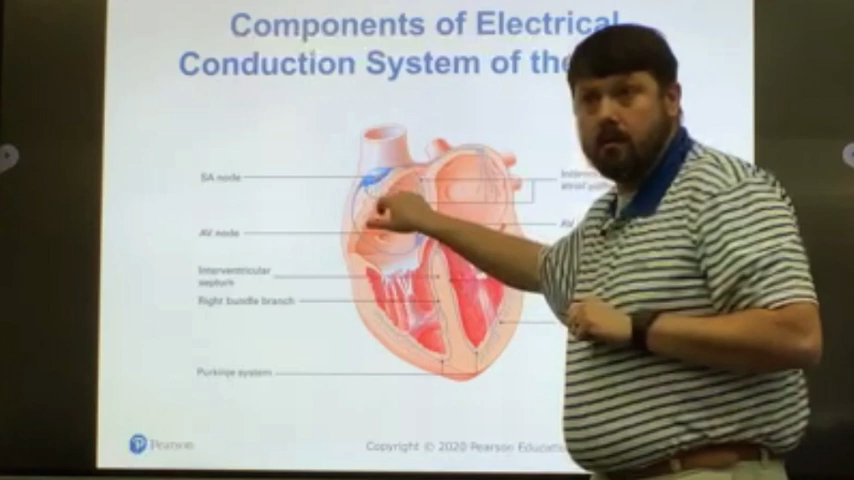 Components of Electrical
Conduction System of the
SA node
AV node
Interventricular
septum
Right bundle branch
Purkinje system
AV
Pearson
Copyright © 2020 Pearson